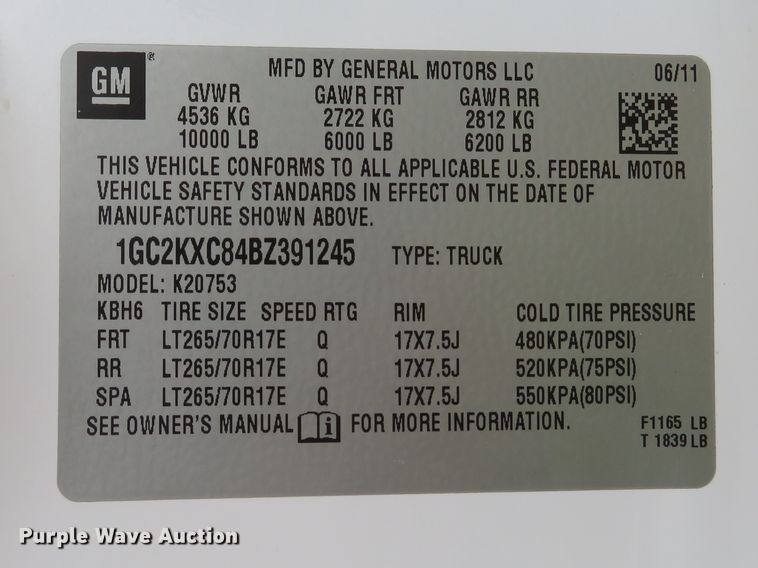 GM®
MFD BY GENERAL MOTORS LLC 06/11
GVWR GAWR FRT GAWR RR
4536 KG 2722 KG 2812 KG
10000 LB 6000 LB 6200 LB
THIS VEHICLE CONFORMS TO ALL APPLICABLE U.S. FEDERAL MOTOR
VEHICLE SAFETY STANDARDS IN EFFECT ON THE DATE OF
MANUFACTURE SHOWN ABOVE.
1GC2KXC84BZ391245 TYPE: TRUCK
MODEL: K20753
KBH6 TIRE SIZE SPEED RTG RIM COLD TIRE PRESSURE
FRT LT265/70R17E Q 17X7.5J 480KPA(70PSI)
RR LT265/70R17E Q 17X7.5J 520KPA(75PSI)
SPA LT265/70R17E Q 17X7.5J 550KPA(80PSI)
SEE OWNER'S MANUAL i FOR MORE INFORMATION.
F1165 LB
T 1839 LB
Purple Wave Auction